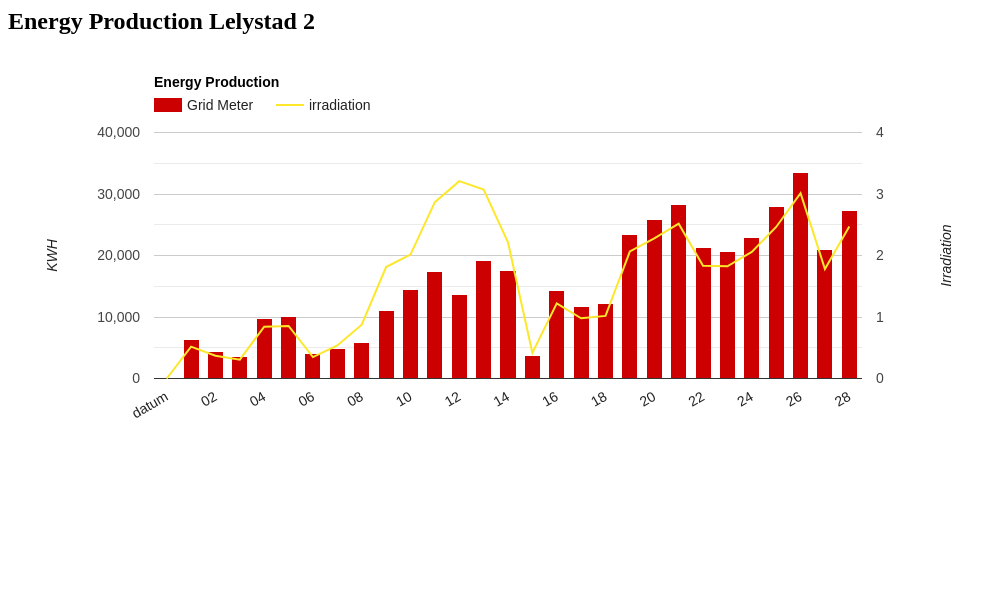 Energy Production Lelystad 2
Energy Production
Grid Meter irradiation
40,000 4
30,000 3
20,000 2
10,000 1
0 0
KWH
Irradiation
datum 02 04 06 08 10 12 14 16 18 20 22 24 26 28